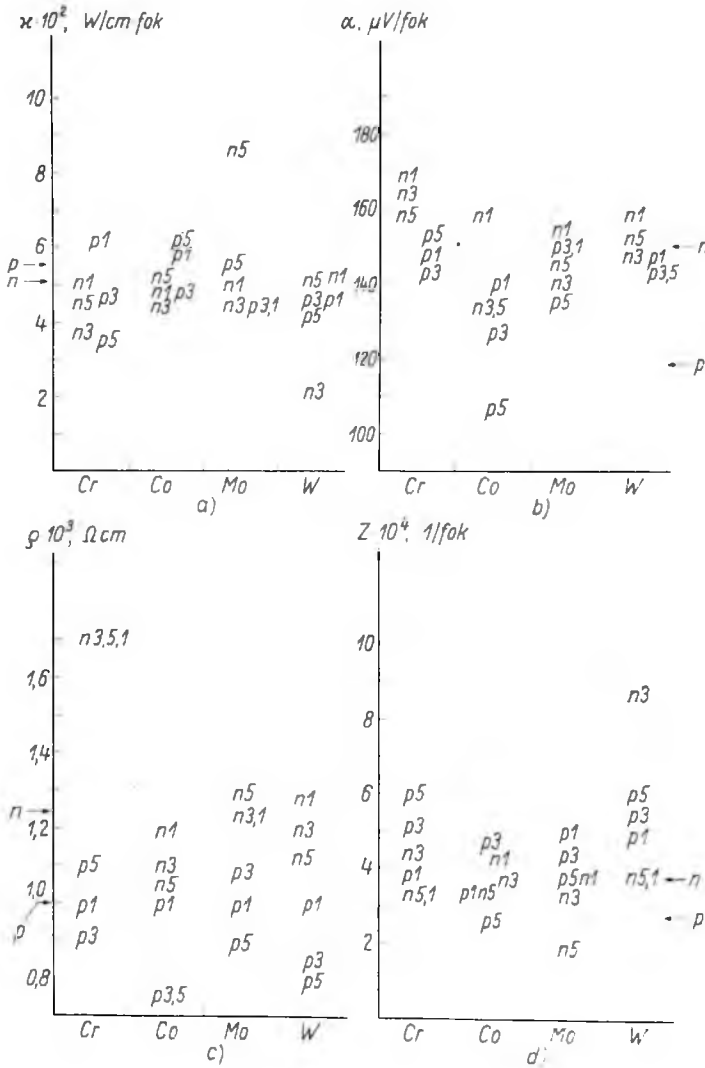 ϰ·10², W/cm fok
10
8
6
4
2
p
n
p1
n1
n5 p3
n3
p5
p5
p1
n5
n1 p3
n3
n5
p5
n1
n3 p3,1
n5 n1
p3 p1
p5
n3
Cr Co Mo W
a)
α, µV/fok
180
160
140
120
100
n1
n3
n5
p5
p1
p3
n1
p1
n3,5
p3
p5
n1
p3,1
n5
n3
p5
n1
n5
n3 p1
p3,5
n
p
Cr Co Mo W
b)
ϱ 10³, Ωcm
1,6
1,4
1,2
1,0
0,8
n
p
n3,5,1
p5
p1
p3
n1
n3
n5
p1
p3,5
n5
n3,1
p3
p1
p5
n1
n3
n5
p1
p3
p5
Cr Co Mo W
c)
Z 10⁴, 1/fok
10
8
6
4
2
p5
p3
n3
p1
n5,1
p3
n1
n3
p1 n5
p5
p1
p3
p5 n1
n3
n5
n3
p5
p3
p1
n5,1
n
p
Cr Co Mo W
d)